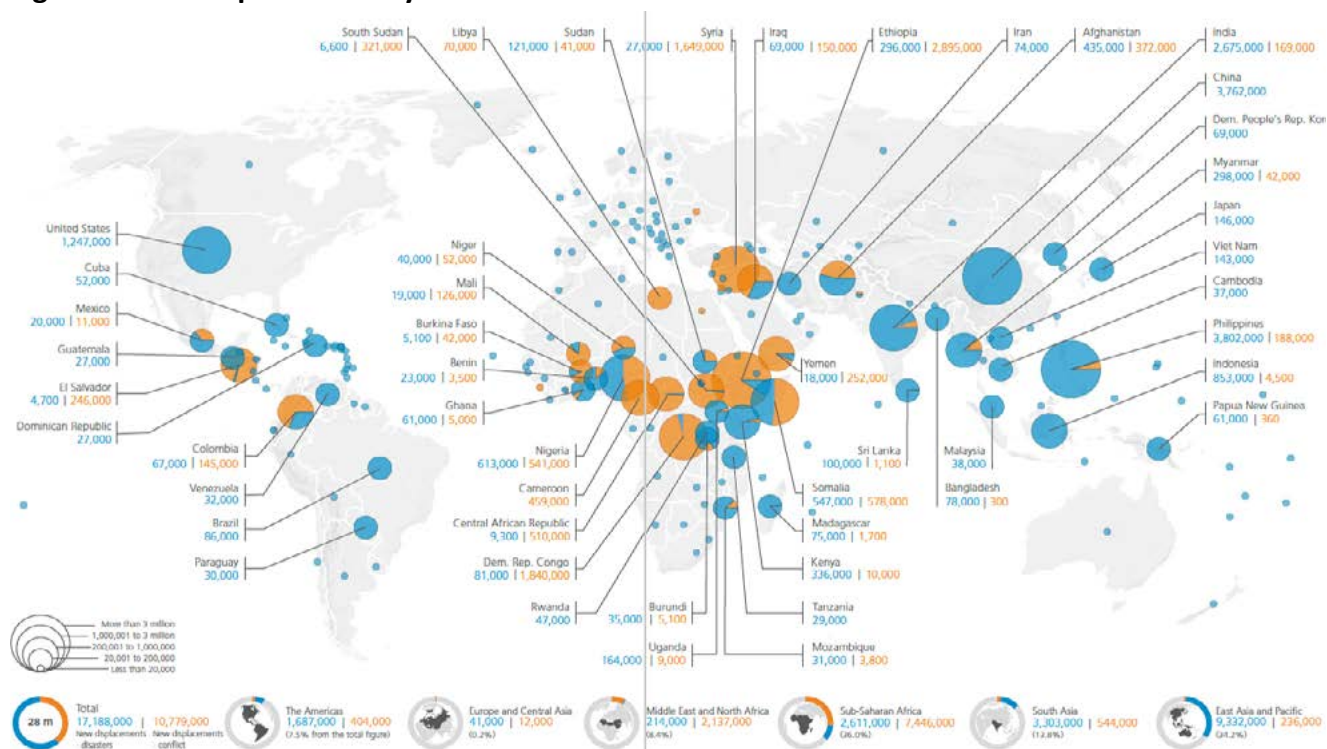 South Sudan
6,600 | 321,000
Libya
70,000
Sudan
121,000 | 41,000
Syria
27,000 | 1,649,000
Iraq
69,000 | 150,000
Ethiopia
296,000 | 2,895,000
Iran
74,000
Afghanistan
435,000 | 372,000
India
2,675,000 | 169,000
China
3,762,000
Dem. People's Rep. Kor
69,000
Myanmar
298,000 | 42,000
Japan
146,000
Viet Nam
143,000
Cambodia
37,000
Philippines
3,802,000 | 188,000
Indonesia
853,000 | 4,500
Papua New Guinea
61,000 | 360
United States
1,247,000
Cuba
52,000
Mexico
20,000 | 11,000
Guatemala
27,000
El Salvador
4,700 | 246,000
Dominican Republic
27,000
Colombia
67,000 | 145,000
Venezuela
32,000
Brazil
86,000
Paraguay
30,000
Niger
40,000 | 52,000
Mali
19,000 | 126,000
Burkina Faso
5,100 | 42,000
Benin
23,000 | 3,500
Ghana
61,000 | 5,000
Nigeria
613,000 | 541,000
Cameroon
459,000
Central African Republic
9,300 | 510,000
Dem. Rep. Congo
81,000 | 1,840,000
Rwanda
47,000
Burundi
35,000 | 5,100
Uganda
164,000 | 9,000
Yemen
18,000 | 252,000
Sri Lanka
100,000 | 1,100
Malaysia
38,000
Bangladesh
78,000 | 300
Somalia
547,000 | 578,000
Madagascar
75,000 | 1,700
Kenya
336,000 | 10,000
Tanzania
29,000
Mozambique
31,000 | 3,800
More than 3 million
1,000,001 to 3 million
200,001 to 1,000,000
20,001 to 200,000
Less than 20,000
28 m
Total
17,188,000 | 10,779,000
New displacements New displacements
disasters conflict
The Americas
1,687,000 | 404,000
(7.5% from the total figure)
Europe and Central Asia
41,000 | 12,000
(0.2%)
Middle East and North Africa
214,000 | 2,137,000
(8.4%)
Sub-Saharan Africa
2,611,000 | 7,446,000
(36.0%)
South Asia
3,303,000 | 544,000
(13.8%)
East Asia and Pacific
9,332,000 | 236,000
(34.2%)